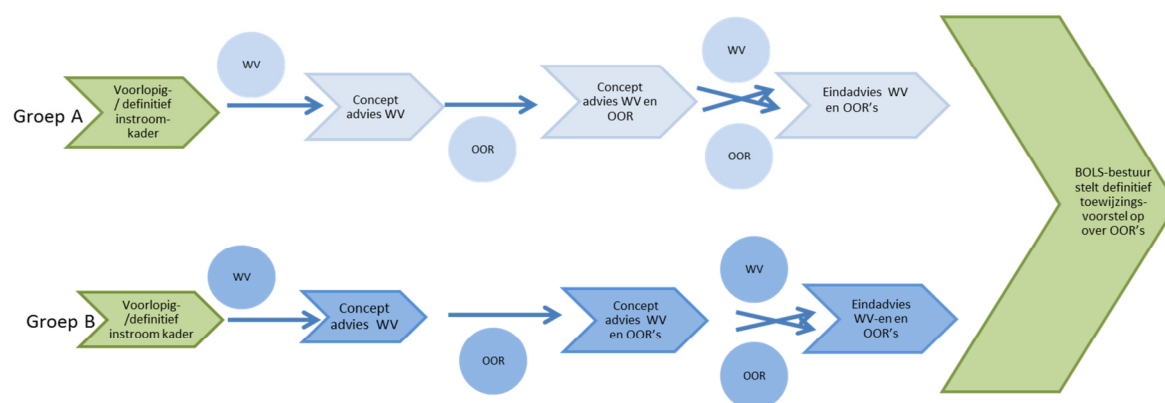 Groep A
Voorlopig-
/ definitief
instroom-
kader
WV
Concept
advies WV
OOR
Concept
advies WV en
OOR
WV
OOR
Eindadvies WV
en OOR's
Groep B
Voorlopig-
/definitief
instroom kader
WV
Concept
advies WV
OOR
Concept
advies WV
en OOR's
WV
OOR
Eindadvies
WV-en en
OOR's
BOLS-bestuur
stelt definitief
toewijzings-
voorstel op
over OOR's